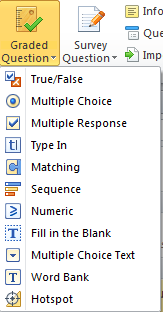 Graded Question
Survey Question
Info
Que
Imp
True/False
Multiple Choice
Multiple Response
Type In
Matching
Sequence
Numeric
Fill in the Blank
Multiple Choice Text
Word Bank
Hotspot